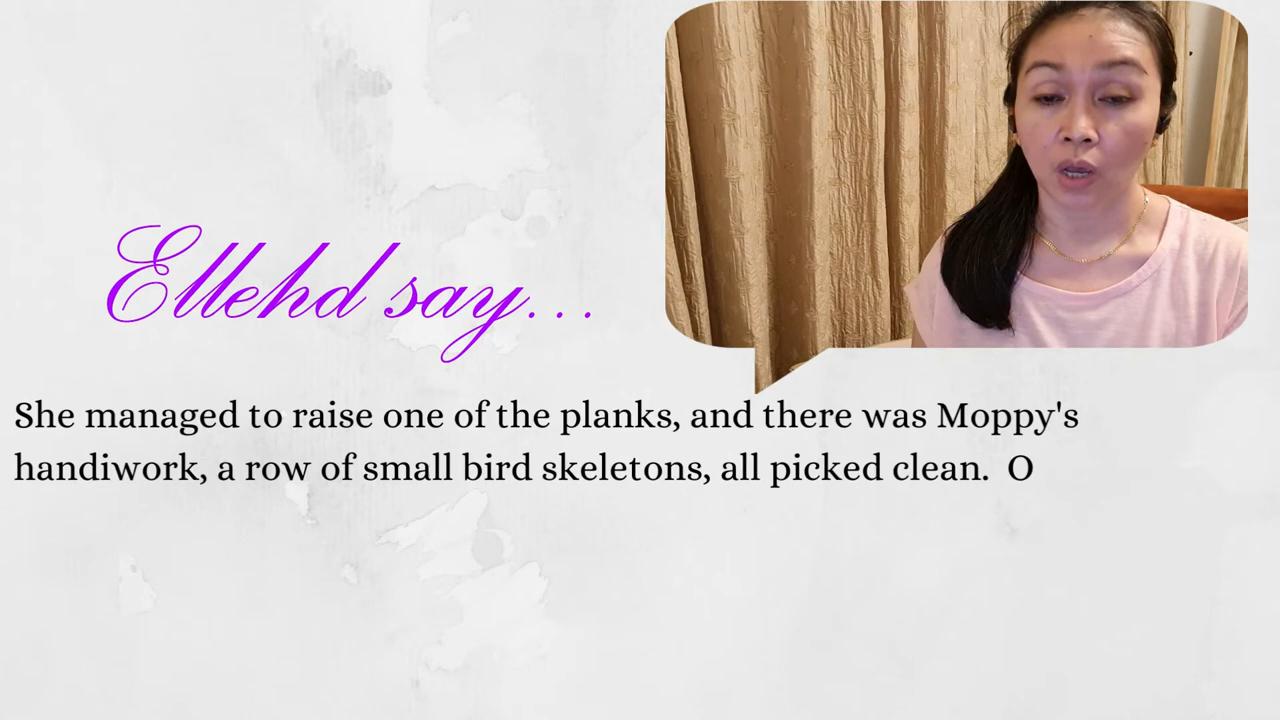 Ellehd say...
She managed to raise one of the planks, and there was Moppy's
handiwork, a row of small bird skeletons, all picked clean.  O